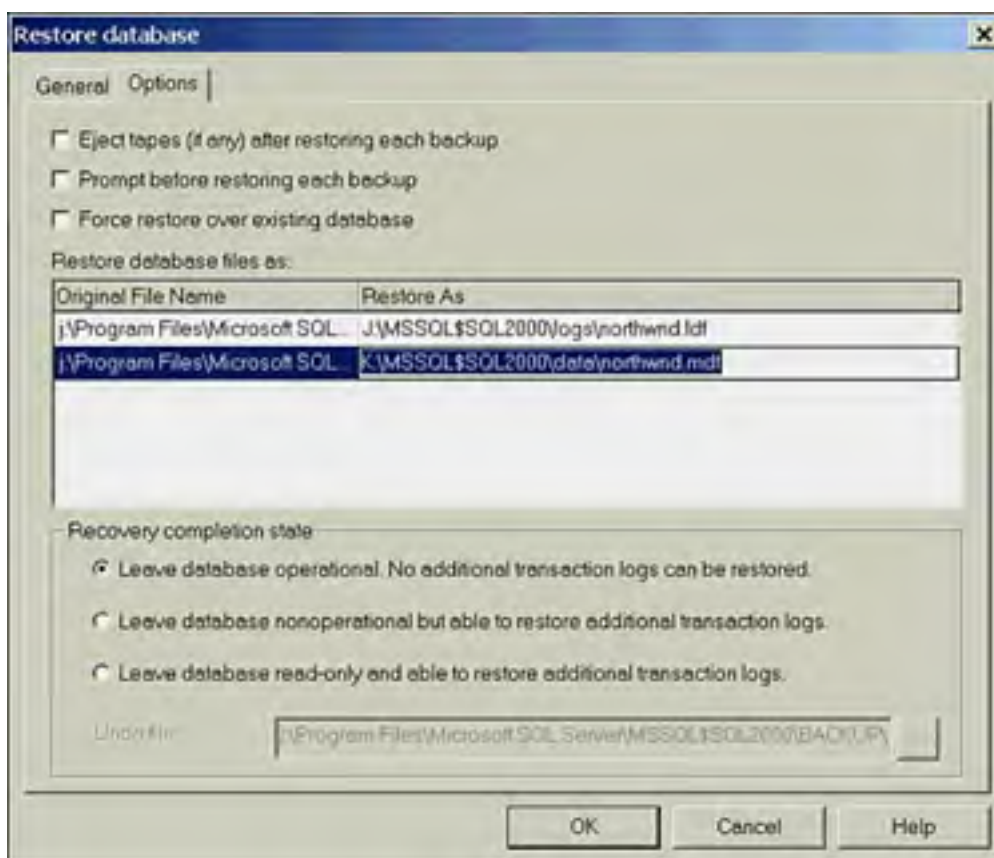 Restore database
General Options
Eject tapes (if any) after restoring each backup
Prompt before restoring each backup
Force restore over existing database
Restore database files as:
Original File Name Restore As
j:\Program Files\Microsoft SQL... J:\MSSQL$SQL2000\logs\northwnd.ldf
j:\Program Files\Microsoft SQL... K:\MSSQL$SQL2000\data\northwnd.mdf
Recovery completion state
Leave database operational. No additional transaction logs can be restored.
Leave database nonoperational but able to restore additional transaction logs.
Leave database read-only and able to restore additional transaction logs.
Undo file: Program Files\Microsoft SQL Server\MSSQL$SQL2000\BACKUP\
OK Cancel Help